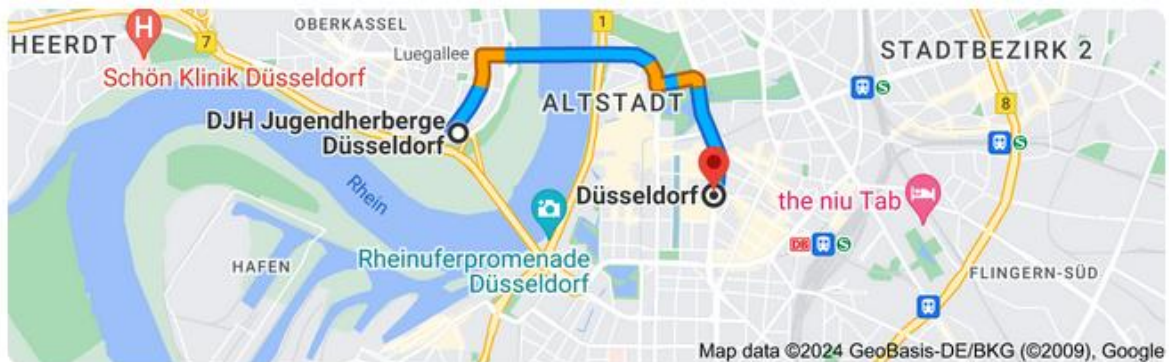 OBERKASSEL
1
HEERDT
H
7
Luegallee
STADTBEZIRK 2
Schön Klinik Düsseldorf
S
ALTSTADT
8
DJH Jugendherberge
Düsseldorf
S
Rhein
Düsseldorf
the niu Tab
DB
S
Rheinuferpromenade
Düsseldorf
HAFEN
FLINGERN-SÜD
Map data ©2024 GeoBasis-DE/BKG (©2009), Google